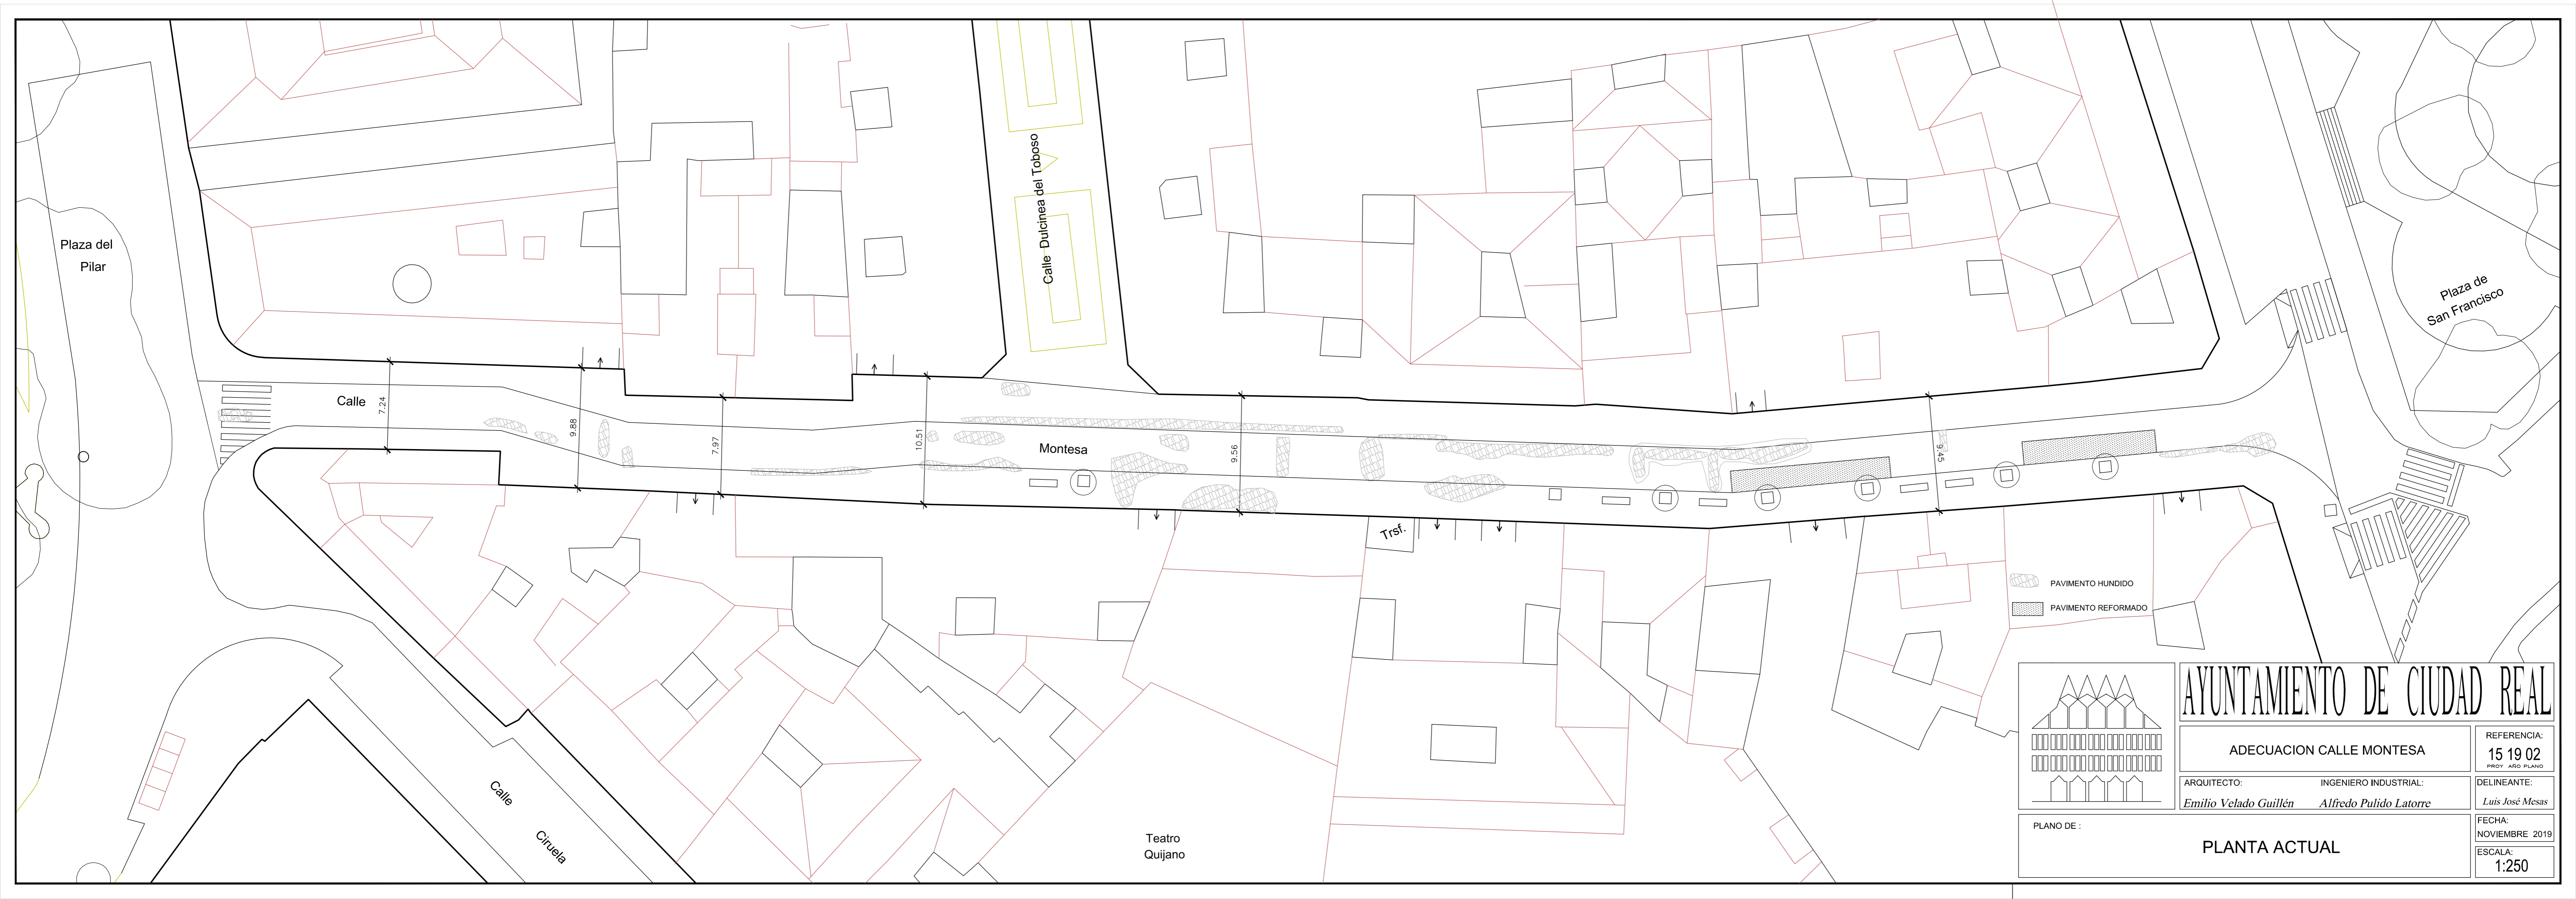 Plaza del
Pilar
Calle Dulcinea del Toboso
Plaza de
San Francisco
Calle
7.24
9.88
7.97
10.51
Montesa
9.56
9.45
Trsf.
PAVIMENTO HUNDIDO
PAVIMENTO REFORMADO
Calle
Ciruela
Teatro
Quijano
AYUNTAMIENTO DE CIUDAD REAL
ADECUACION CALLE MONTESA
REFERENCIA:
15 19 02
PROY AÑO PLANO
ARQUITECTO:
Emilio Velado Guillén
INGENIERO INDUSTRIAL:
Alfredo Pulido Latorre
DELINEANTE:
Luis José Mesas
PLANO DE :
PLANTA ACTUAL
FECHA:
NOVIEMBRE 2019
ESCALA:
1:250